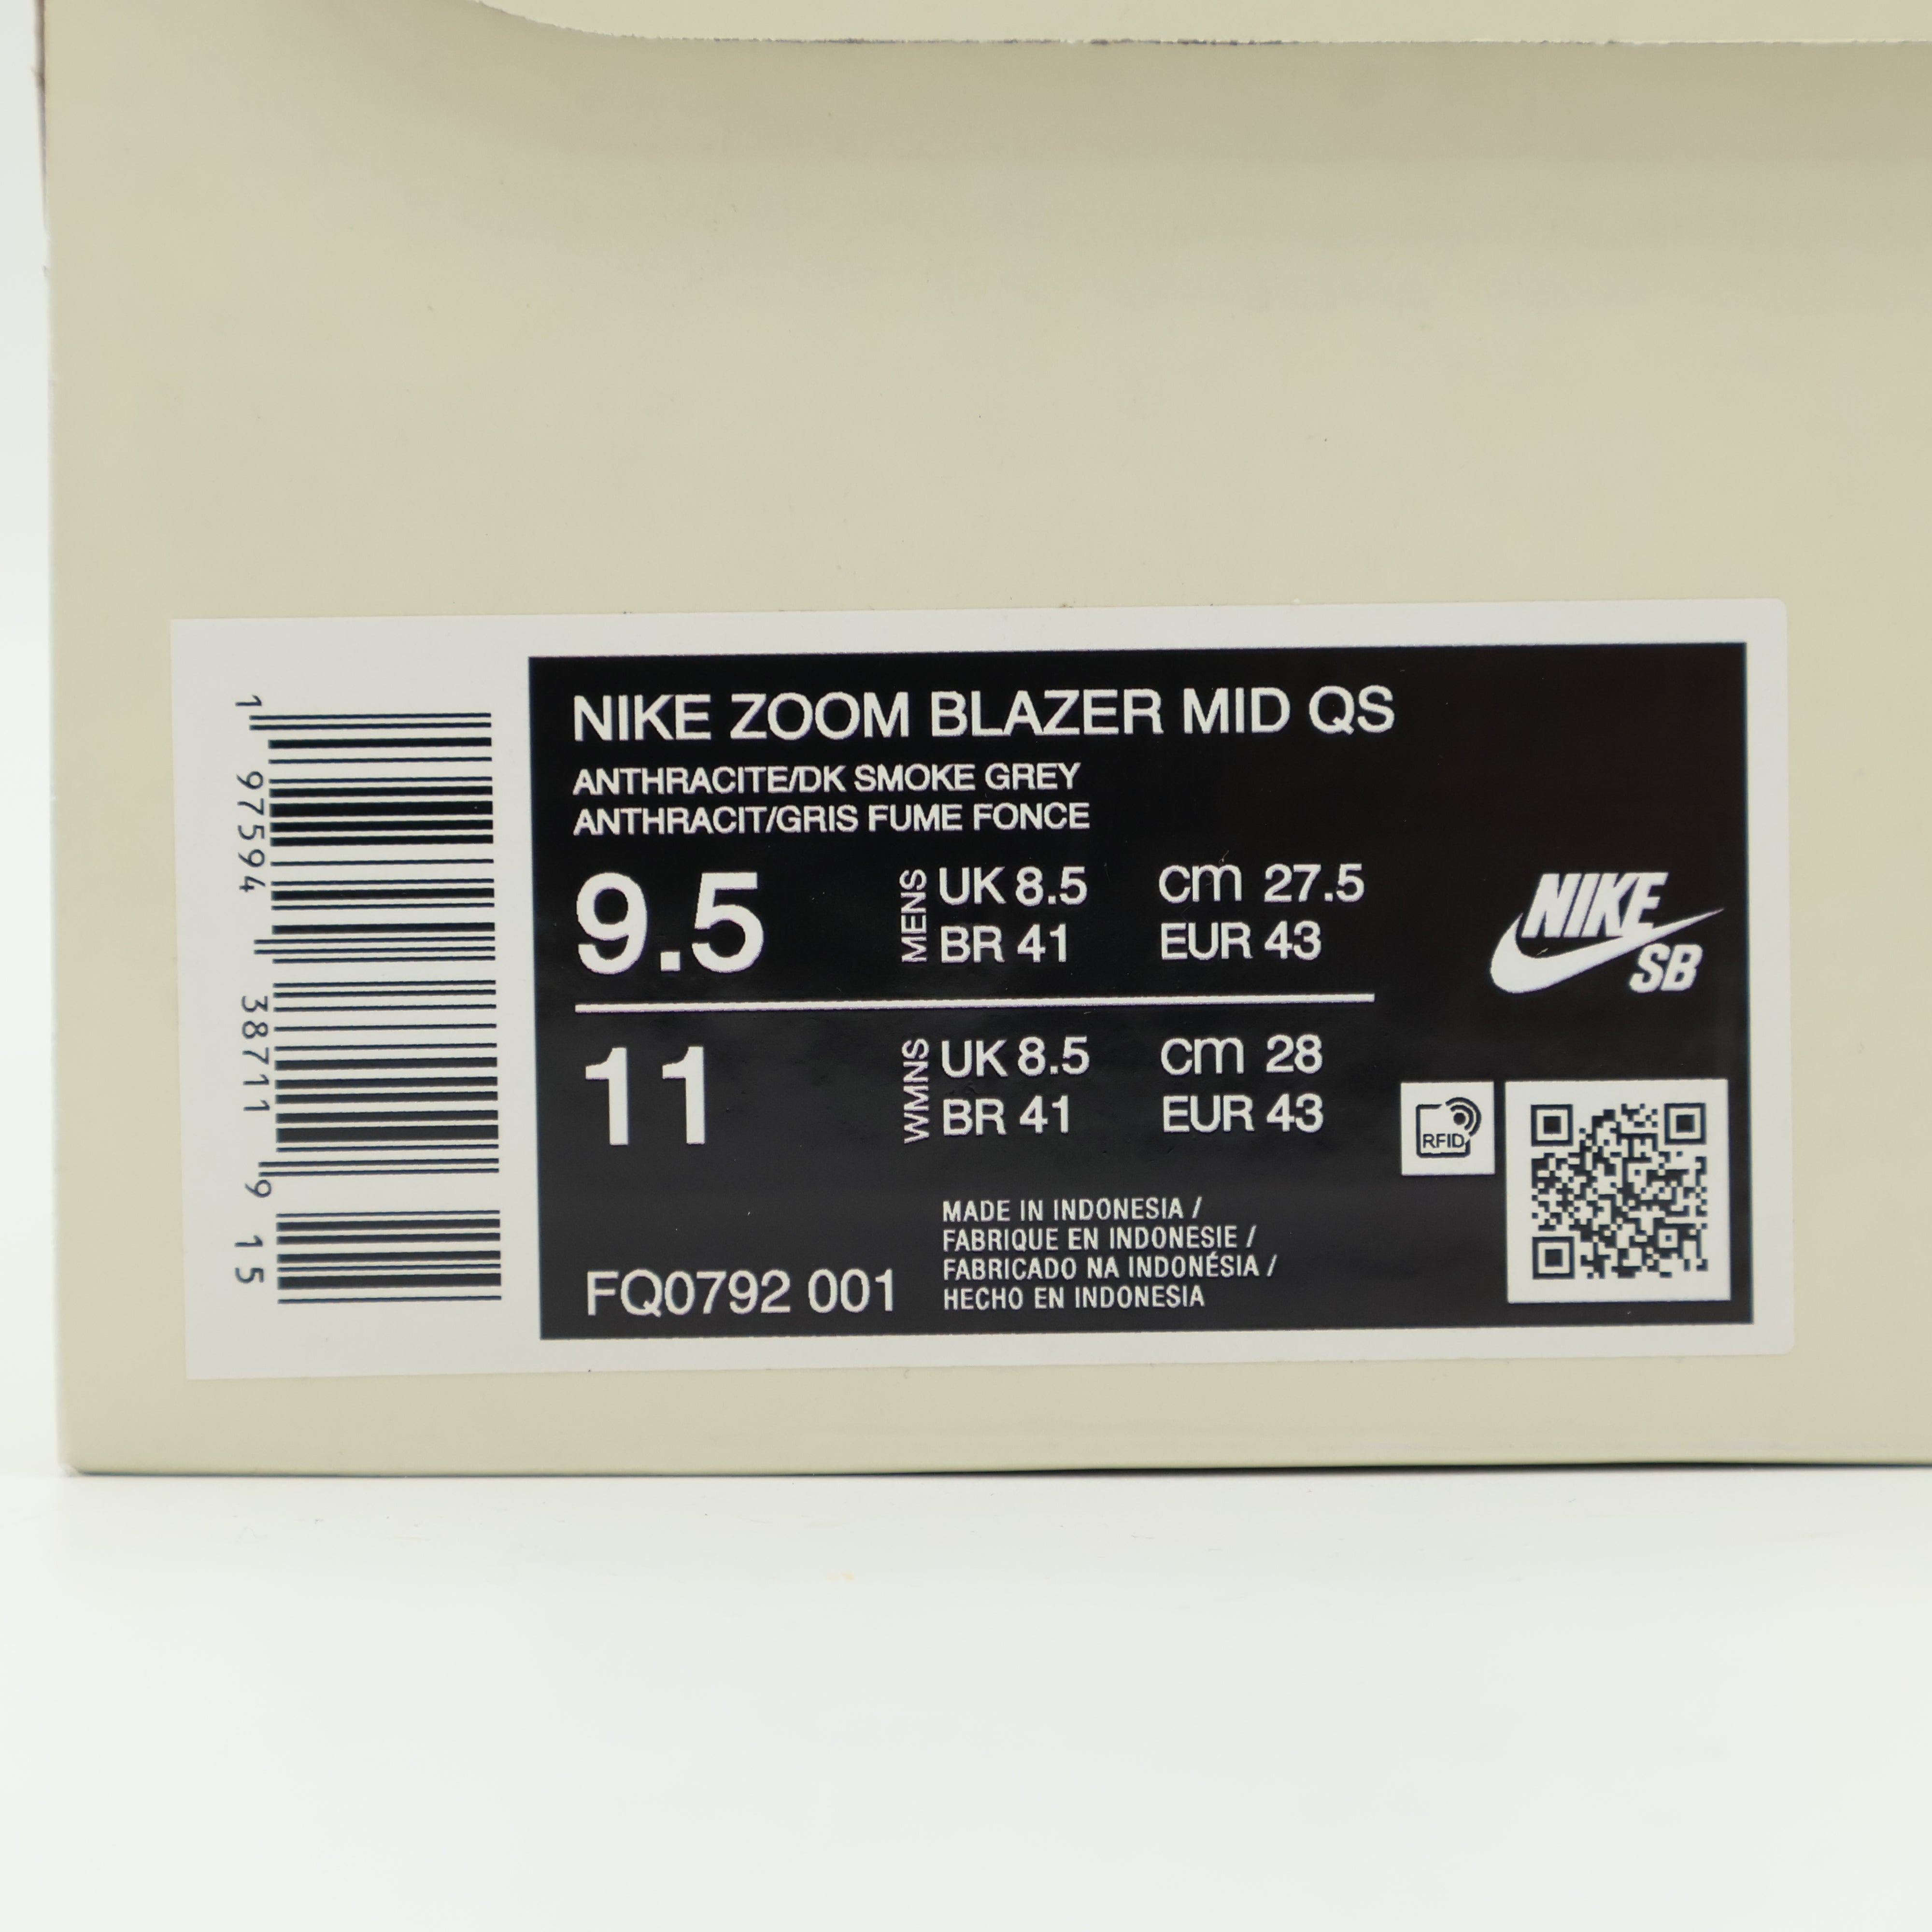 NIKE ZOOM BLAZER MID QS
ANTHRACITE/DK SMOKE GREY
ANTHRACIT/GRIS FUME FONCE
9.5
MENS
UK 8.5 cm 27.5
BR 41 EUR 43
11
WMNS
UK 8.5 cm 28
BR 41 EUR 43
NIKE
SB
RFID
MADE IN INDONESIA /
FABRIQUE EN INDONESIE /
FABRICADO NA INDONÉSIA /
HECHO EN INDONESIA
FQ0792 001
1 97594 38711 9 15